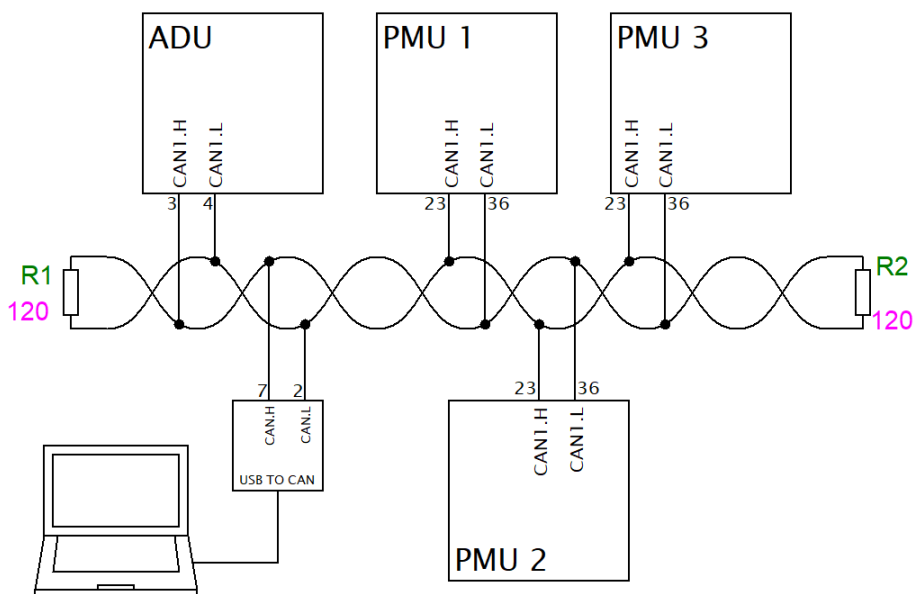 ADU
CAN1.H
CAN1.L
3
4
PMU 1
CAN1.H
CAN1.L
23
36
PMU 3
CAN1.H
CAN1.L
23
36
R1
120
R2
120
7
2
CAN.H
CAN.L
USB TO CAN
23
36
CAN1.H
CAN1.L
PMU 2